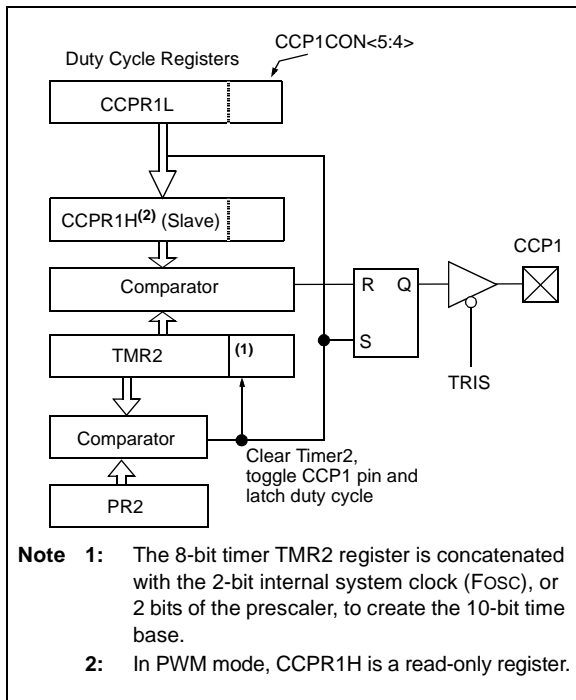 CCP1CON<5:4>
Duty Cycle Registers
CCPR1L
CCPR1H(2) (Slave)
CCP1
Comparator
R Q
TMR2
(1)
S
TRIS
Comparator
Clear Timer2,
toggle CCP1 pin and
latch duty cycle
PR2
Note 1: The 8-bit timer TMR2 register is concatenated
with the 2-bit internal system clock (FOSC), or
2 bits of the prescaler, to create the 10-bit time
base.
2: In PWM mode, CCPR1H is a read-only register.